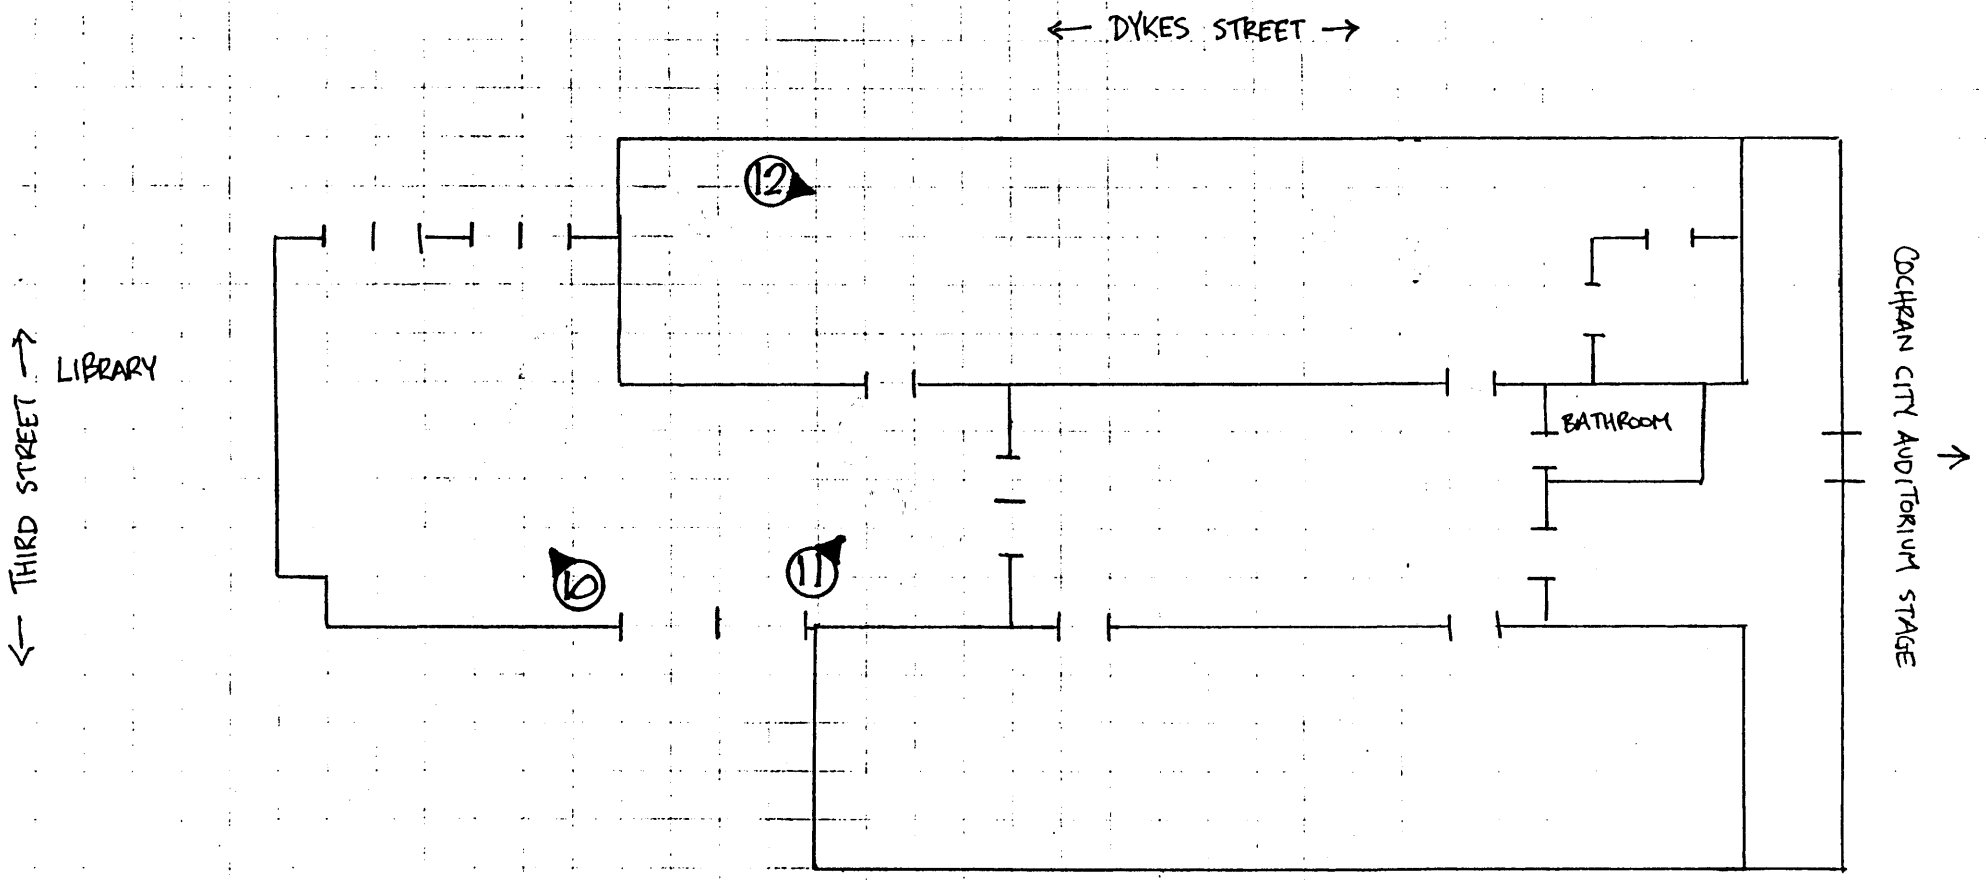 ← DYKES STREET →
12
← THIRD STREET →
LIBRARY
BATHROOM
COCHRAN CITY AUDITORIUM STAGE →
10
11